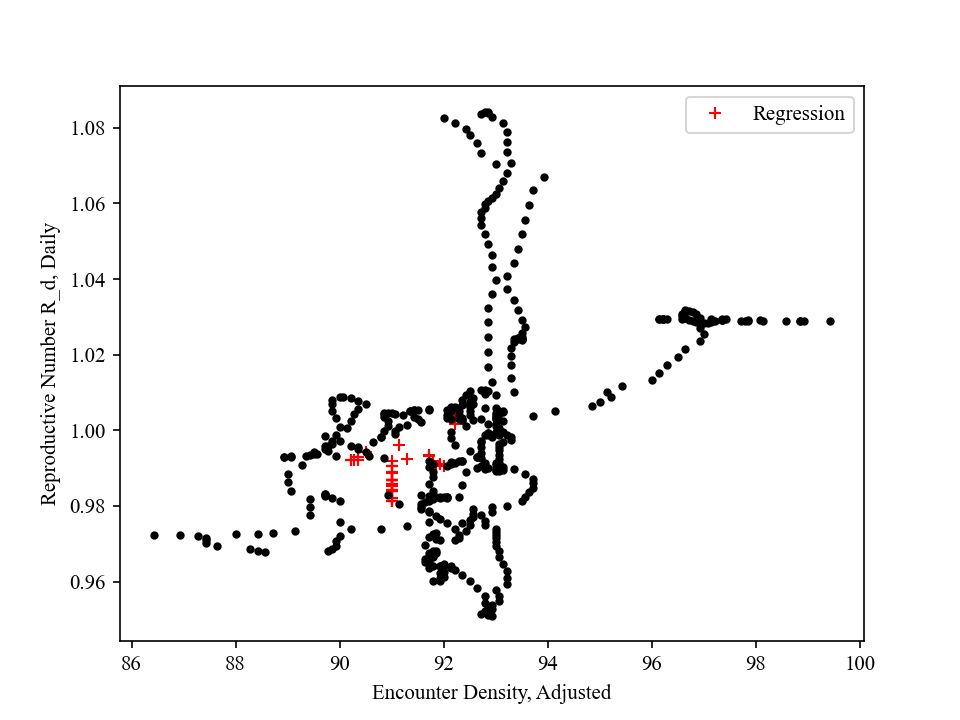 Regression
1.08
1.06
1.04
1.02
1.00
0.98
0.96
Reproductive Number R_d, Daily
86 88 90 92 94 96 98 100
Encounter Density, Adjusted